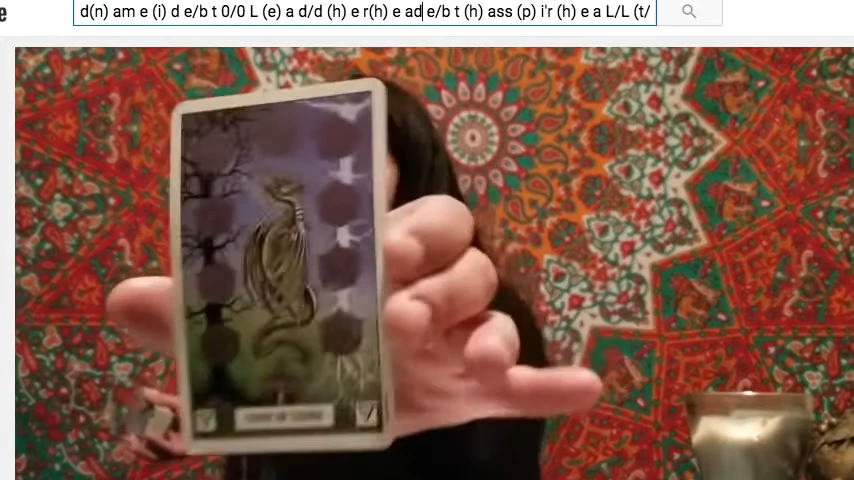 e
d(n) am e (i) d e/b t 0/0 L (e) a d/d (h) e r(h) e ad e/b t (h) ass (p) i'r (h) e a L/L (t/